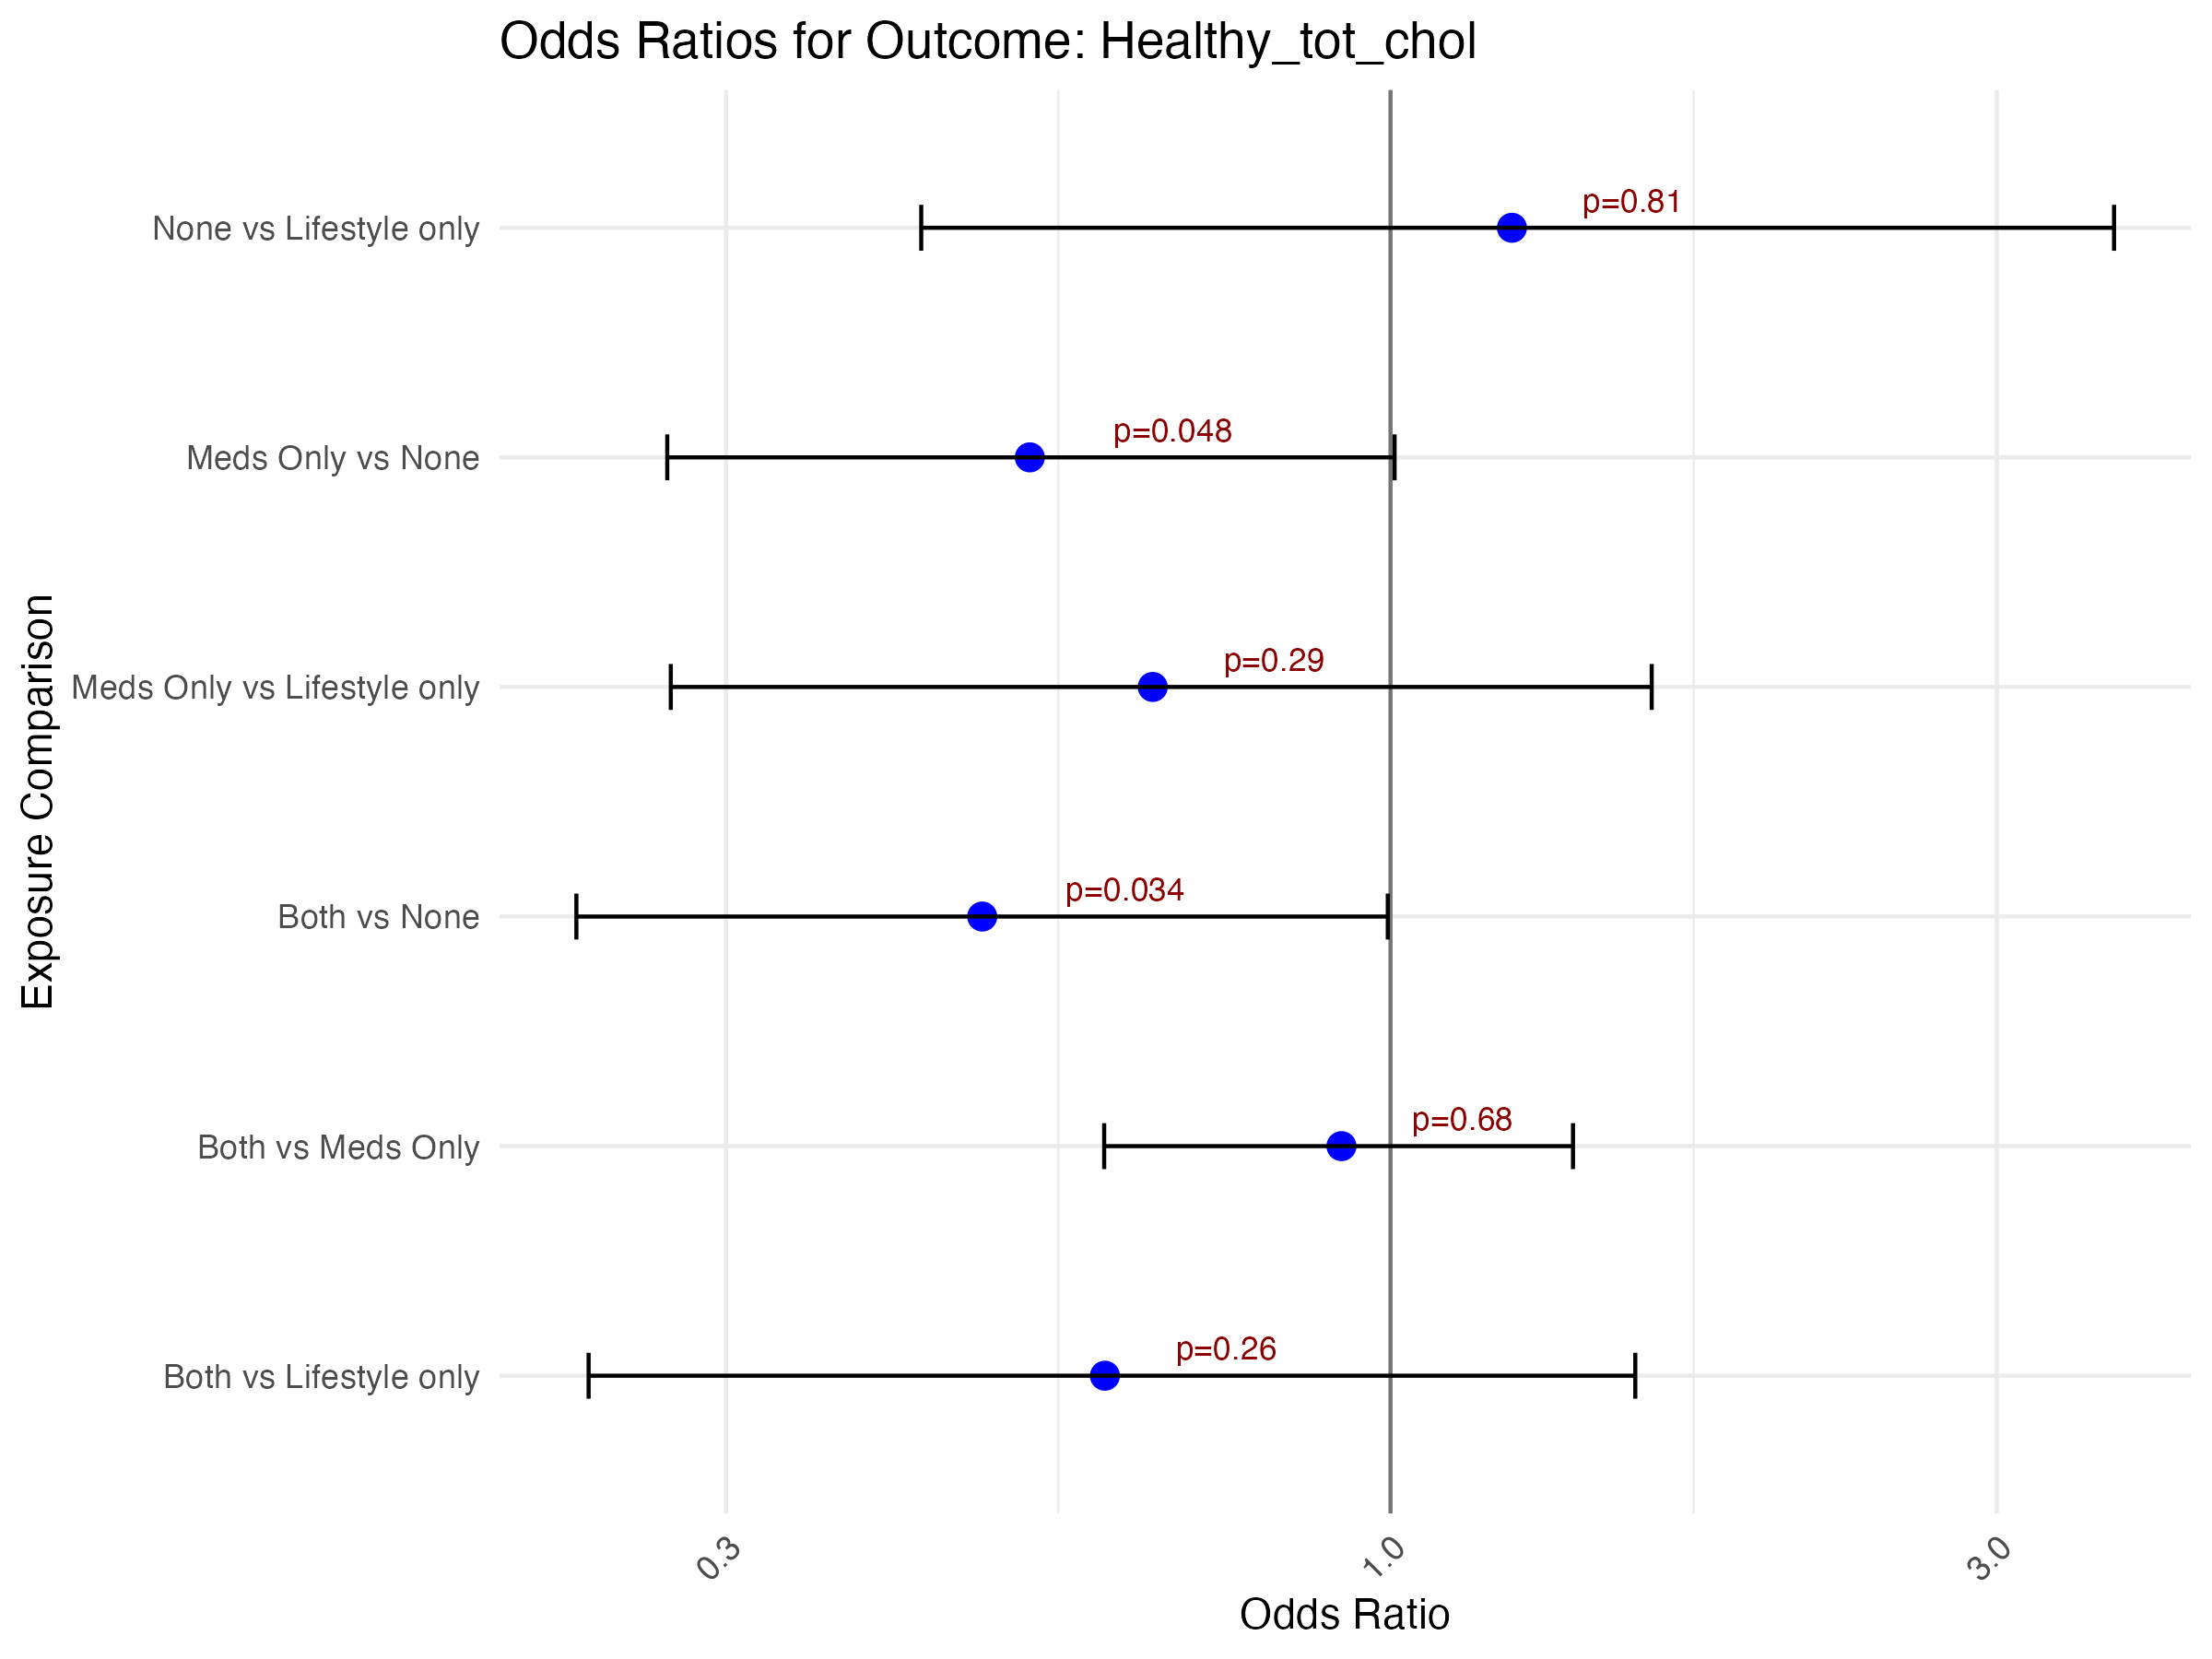 Odds Ratios for Outcome: Healthy_tot_chol
Exposure Comparison
None vs Lifestyle only
p=0.81
Meds Only vs None
p=0.048
Meds Only vs Lifestyle only
p=0.29
Both vs None
p=0.034
Both vs Meds Only
p=0.68
Both vs Lifestyle only
p=0.26
0.3
1.0
3.0
Odds Ratio